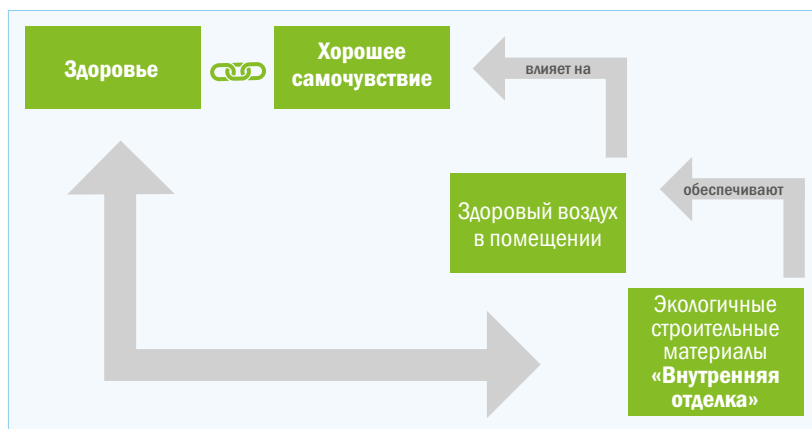 Здоровье
Хорошее
самочувствие
влияет на
Здоровый воздух
в помещении
обеспечивают
Экологичные
строительные
материалы
«Внутренняя
отделка»